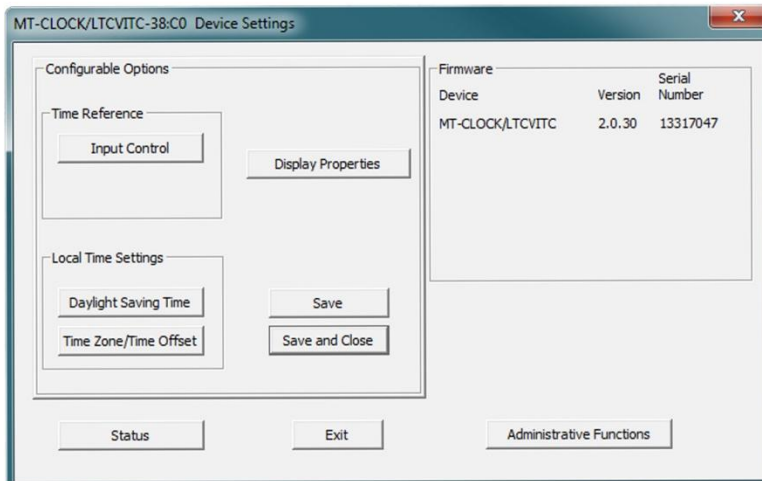 MT-CLOCK/LTCVITC-38:C0 Device Settings
Configurable Options
Time Reference
Input Control
Display Properties
Local Time Settings
Daylight Saving Time
Time Zone/Time Offset
Save
Save and Close
Firmware
Device Version Serial Number
MT-CLOCK/LTCVITC 2.0.30 13317047
Status
Exit
Administrative Functions